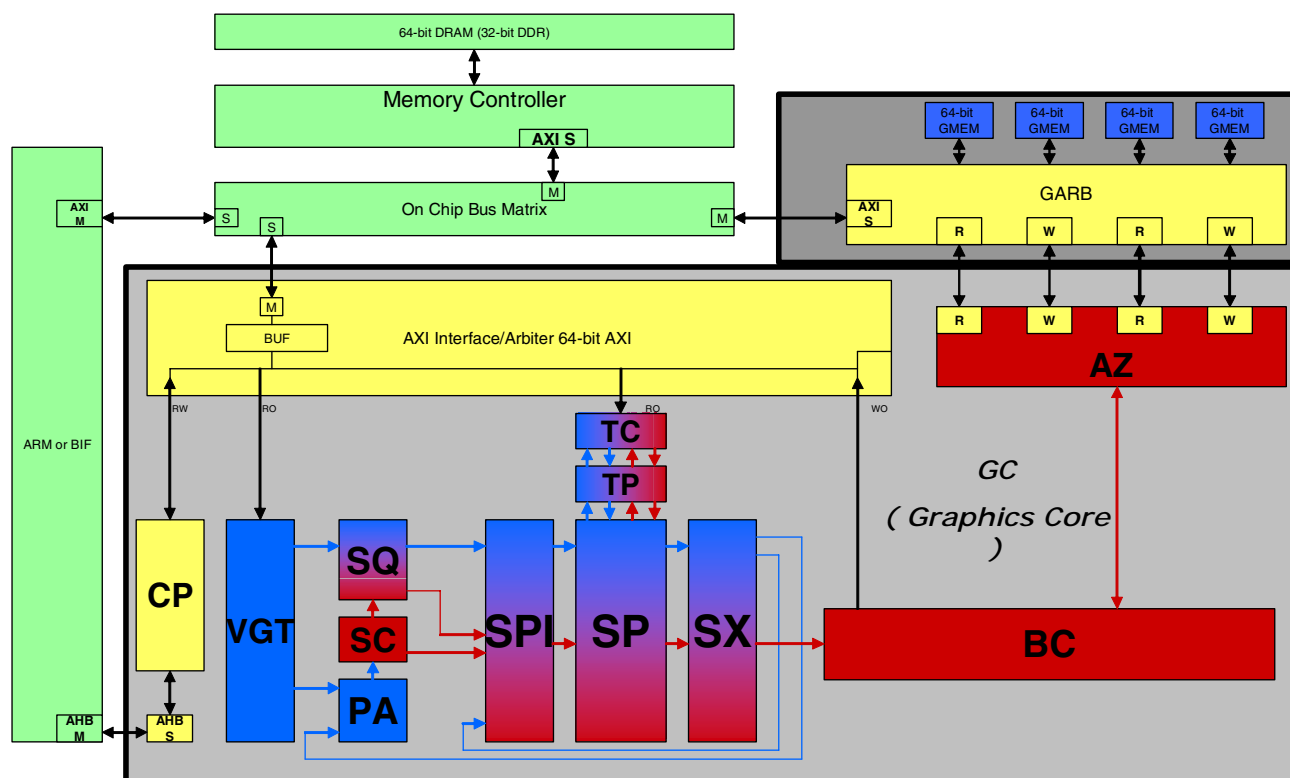 64-bit DRAM (32-bit DDR)
Memory Controller
AXI S
M
On Chip Bus Matrix
S
S
M
AXI
M
ARM or BIF
AHB
M
64-bit
GMEM
64-bit
GMEM
64-bit
GMEM
64-bit
GMEM
GARB
AXI
S
R
W
R
W
R
W
R
W
AZ
M
BUF
AXI Interface/Arbiter 64-bit AXI
RW
RO
RO
WO
TC
TP
GC
( Graphics Core
)
CP
VGT
SQ
SC
PA
SPI
SP
SX
BC
AHB
S